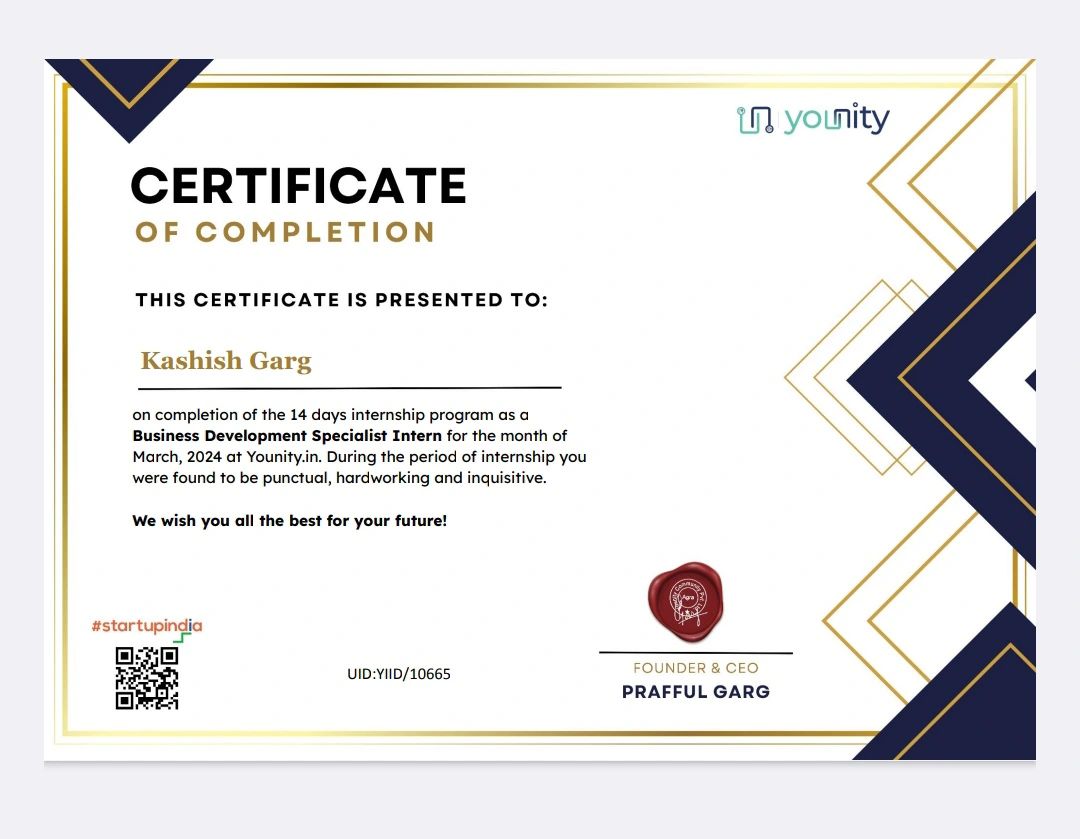 younity
CERTIFICATE
OF COMPLETION
THIS CERTIFICATE IS PRESENTED TO:
Kashish Garg
on completion of the 14 days internship program as a
Business Development Specialist Intern for the month of
March, 2024 at Younity.in. During the period of internship you
were found to be punctual, hardworking and inquisitive.
We wish you all the best for your future!
#startupindia
UID:YIID/10665
Community Pvt. Ltd.
Agra
FOUNDER & CEO
PRAFFUL GARG